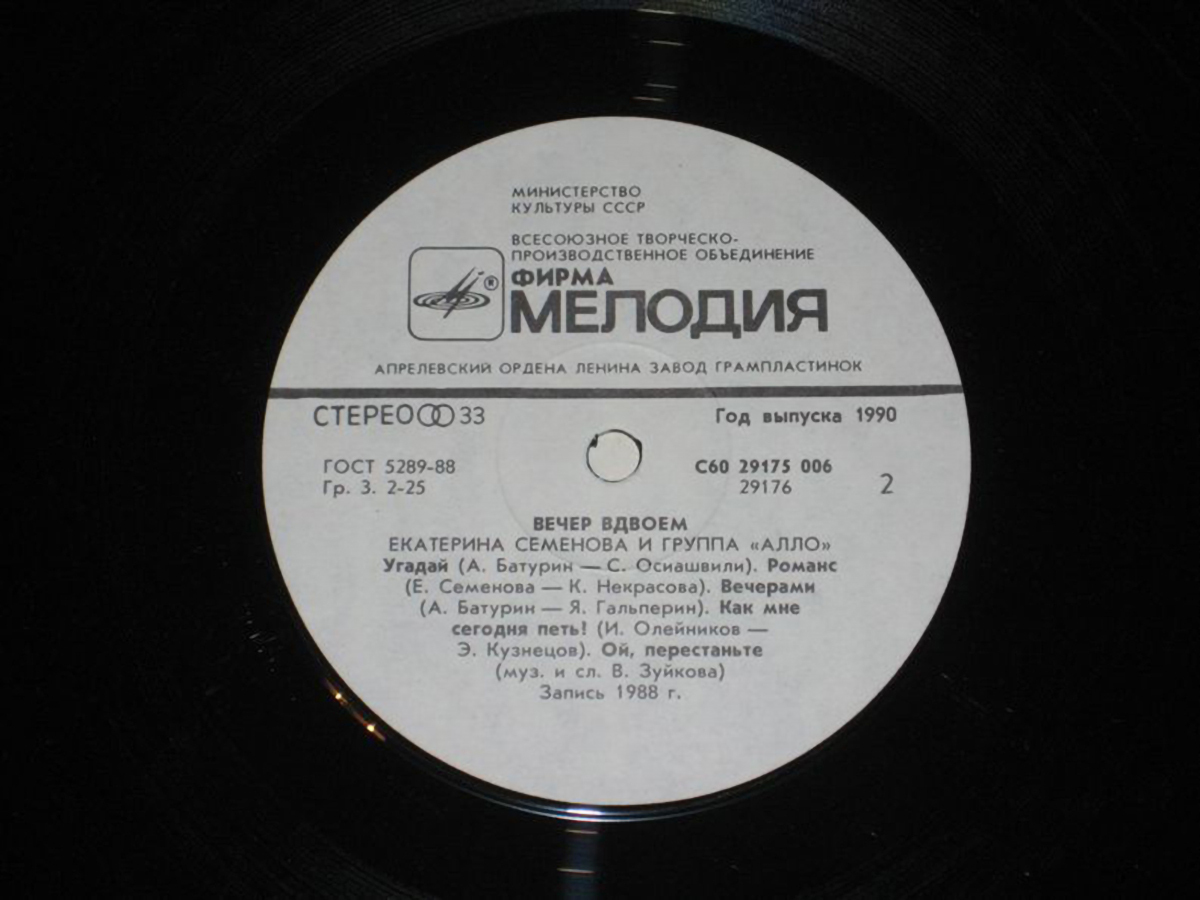 МИНИСТЕРСТВО
КУЛЬТУРЫ СССР
ВСЕСОЮЗНОЕ ТВОРЧЕСКО-
ПРОИЗВОДСТВЕННОЕ ОБЪЕДИНЕНИЕ
®
ФИРМА
МЕЛОДИЯ
АПРЕЛЕВСКИЙ ОРДЕНА ЛЕНИНА ЗАВОД ГРАМПЛАСТИНОК
СТЕРЕО 33
Год выпуска 1990
ГОСТ 5289-88
Гр. 3. 2-25
С60 29175 006
29176
2
ВЕЧЕР ВДВОЕМ
ЕКАТЕРИНА СЕМЕНОВА И ГРУППА «АЛЛО»
Угадай (А. Батурин — С. Осиашвили). Романс
(Е. Семенова — К. Некрасова). Вечерами
(А. Батурин — Я. Гальперин). Как мне
сегодня петь! (И. Олейников —
Э. Кузнецов). Ой, перестаньте
(муз. и сл. В. Зуйкова)
Запись 1988 г.